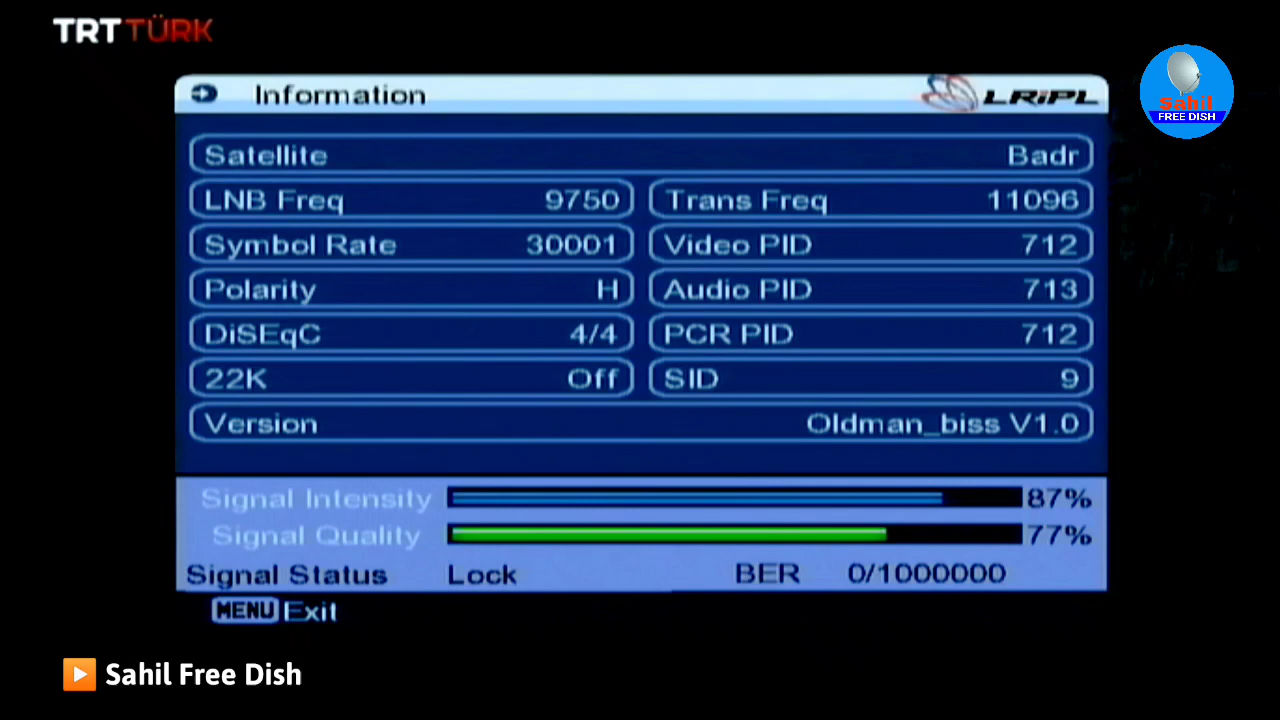 TRT TÜRK
Information
LRiPL
Sahil
FREE DISH
Satellite Badr
LNB Freq 9750 Trans Freq 11096
Symbol Rate 30001 Video PID 712
Polarity H Audio PID 713
DiSEqC 4/4 PCR PID 712
22K Off SID 9
Version Oldman_biss V1.0
Signal Intensity 87%
Signal Quality 77%
Signal Status Lock BER 0/1000000
MENU Exit
Sahil Free Dish